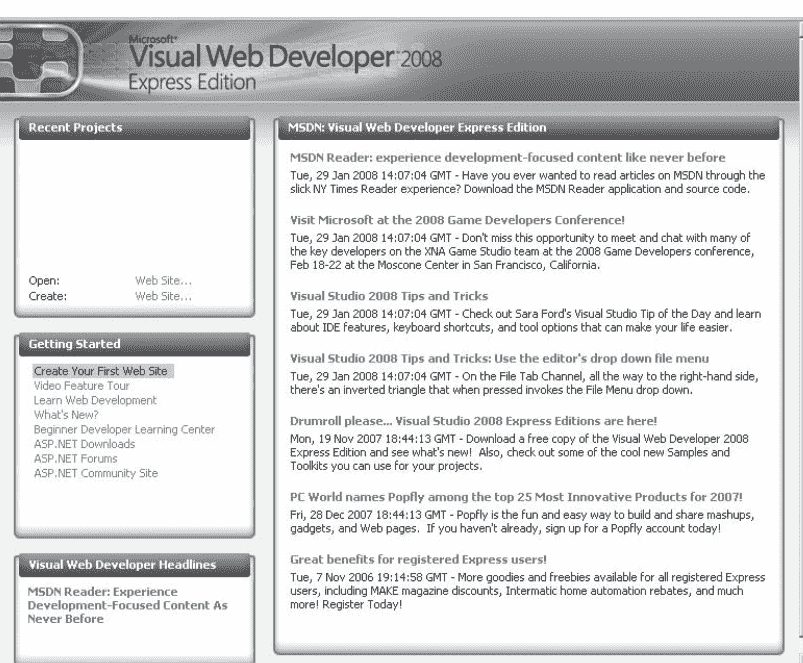 Microsoft®
Visual Web Developer 2008
Express Edition
Recent Projects
Open: Web Site...
Create: Web Site...
Getting Started
Create Your First Web Site
Video Feature Tour
Learn Web Development
What's New?
Beginner Developer Learning Center
ASP.NET Downloads
ASP.NET Forums
ASP.NET Community Site
Visual Web Developer Headlines
MSDN Reader: Experience
Development-Focused Content As
Never Before
MSDN: Visual Web Developer Express Edition
MSDN Reader: experience development-focused content like never before
Tue, 29 Jan 2008 14:07:04 GMT - Have you ever wanted to read articles on MSDN through the
slick NY Times Reader experience? Download the MSDN Reader application and source code.
Visit Microsoft at the 2008 Game Developers Conference!
Tue, 29 Jan 2008 14:07:04 GMT - Don't miss this opportunity to meet and chat with many of
the key developers on the XNA Game Studio team at the 2008 Game Developers conference,
Feb 18-22 at the Moscone Center in San Francisco, California.
Visual Studio 2008 Tips and Tricks
Tue, 29 Jan 2008 14:07:04 GMT - Check out Sara Ford's Visual Studio Tip of the Day and learn
about IDE features, keyboard shortcuts, and tool options that can make your life easier.
Visual Studio 2008 Tips and Tricks: Use the editor's drop down file menu
Tue, 29 Jan 2008 14:07:04 GMT - On the File Tab Channel, all the way to the right-hand side,
there's an inverted triangle that when pressed invokes the File Menu drop down.
Drumroll please... Visual Studio 2008 Express Editions are here!
Mon, 19 Nov 2007 18:44:13 GMT - Download a free copy of the Visual Web Developer 2008
Express Edition and see what's new! Also, check out some of the cool new Samples and
Toolkits you can use for your projects.
PC World names Popfly among the top 25 Most Innovative Products for 2007!
Fri, 28 Dec 2007 18:44:13 GMT - Popfly is the fun and easy way to build and share mashups,
gadgets, and Web pages. If you haven't already, sign up for a Popfly account today!
Great benefits for registered Express users!
Tue, 7 Nov 2006 19:14:58 GMT - More goodies and freebies available for all registered Express
users, including MAKE magazine discounts, Intermatic home automation rebates, and much
more! Register Today!